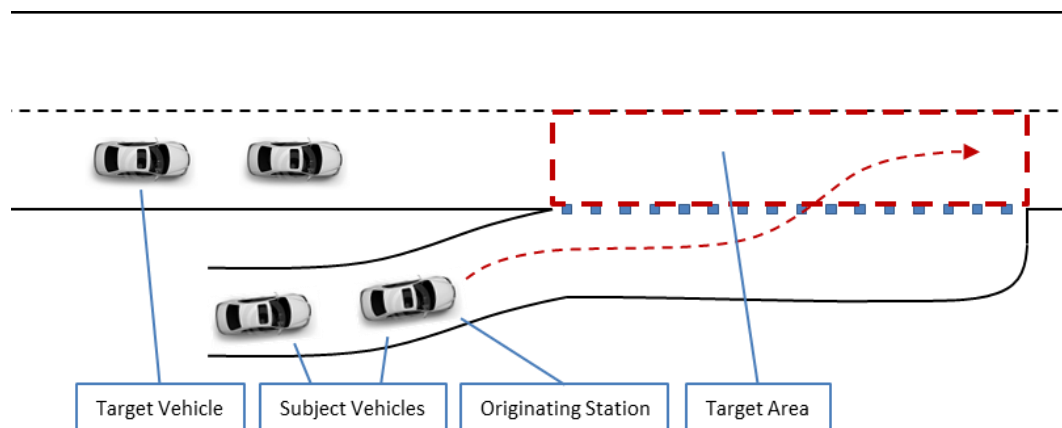 Target Vehicle
Subject Vehicles
Originating Station
Target Area